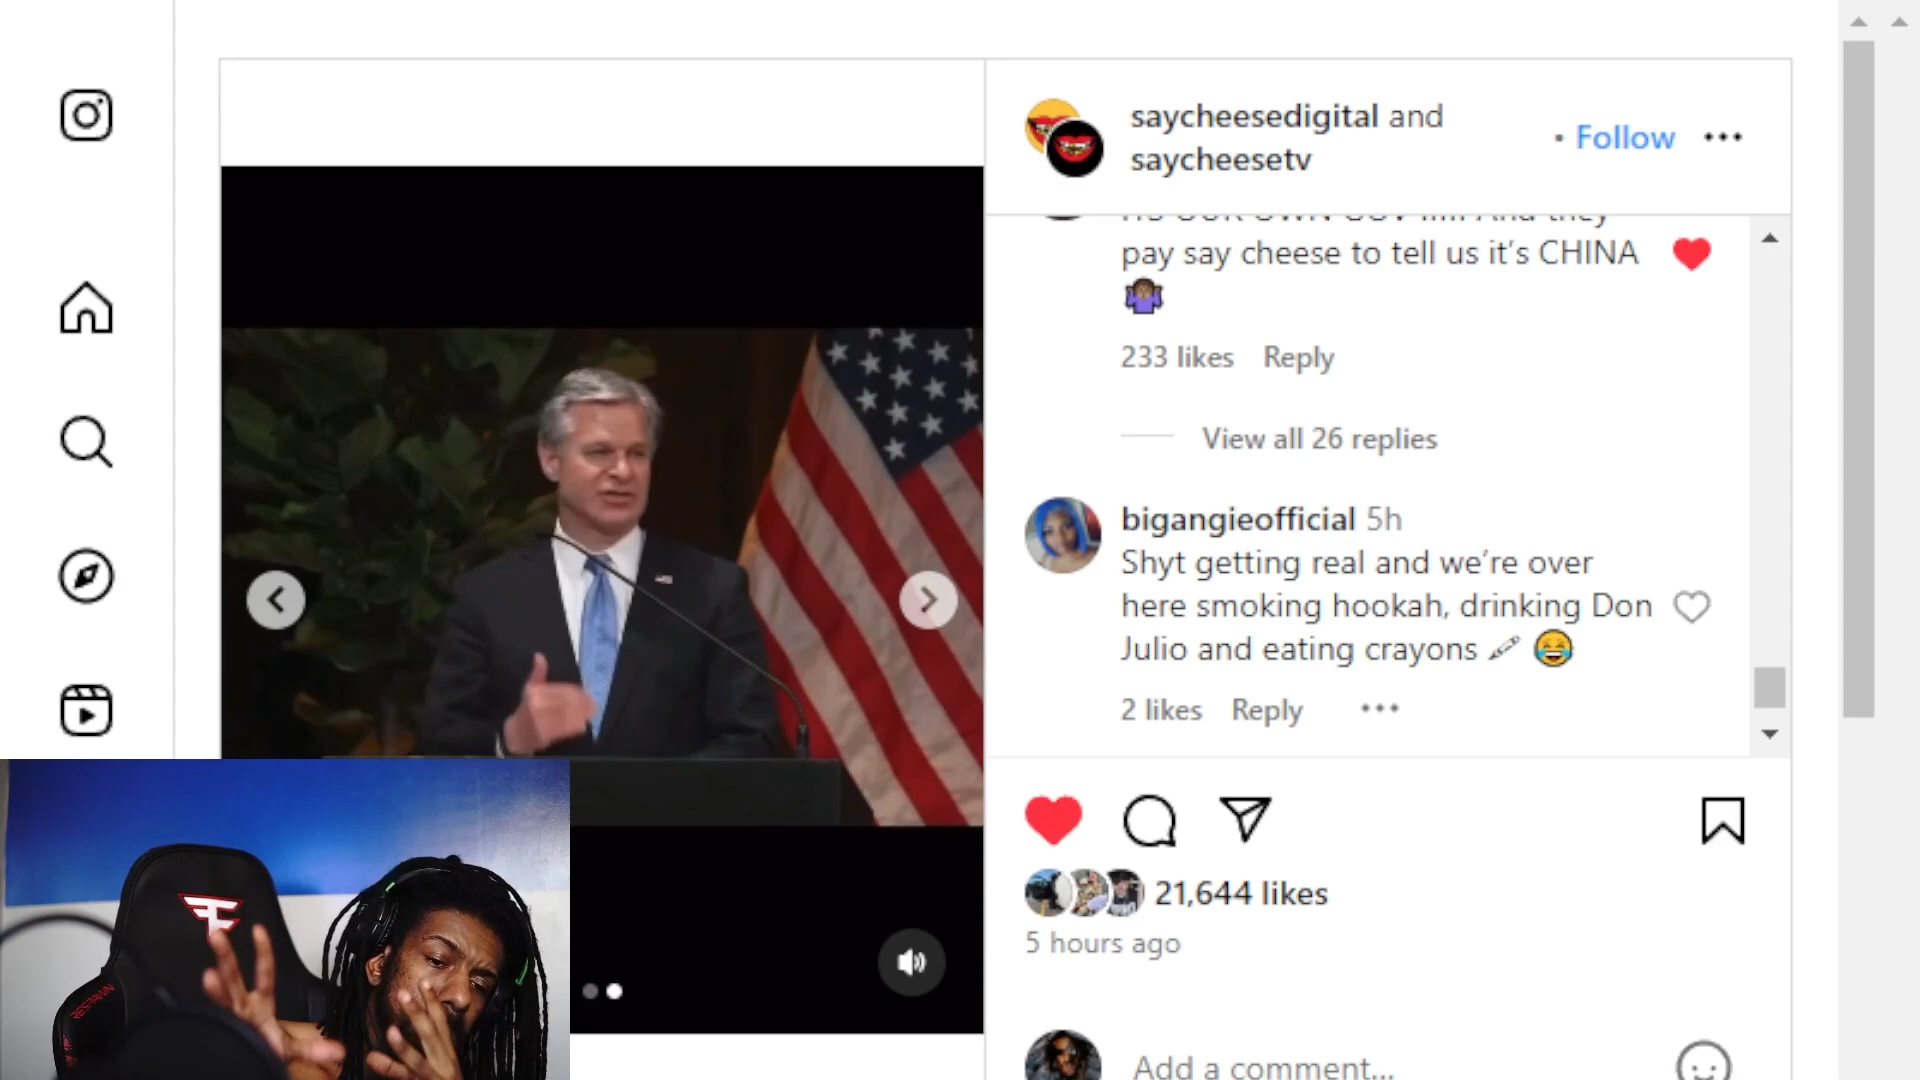 saycheesedigital and
saycheesetv
• Follow
pay say cheese to tell us it's CHINA
233 likes Reply
View all 26 replies
bigangieofficial 5h
Shyt getting real and we're over
here smoking hookah, drinking Don
Julio and eating crayons
2 likes Reply
21,644 likes
5 hours ago
Add a comment...
RESPAWN